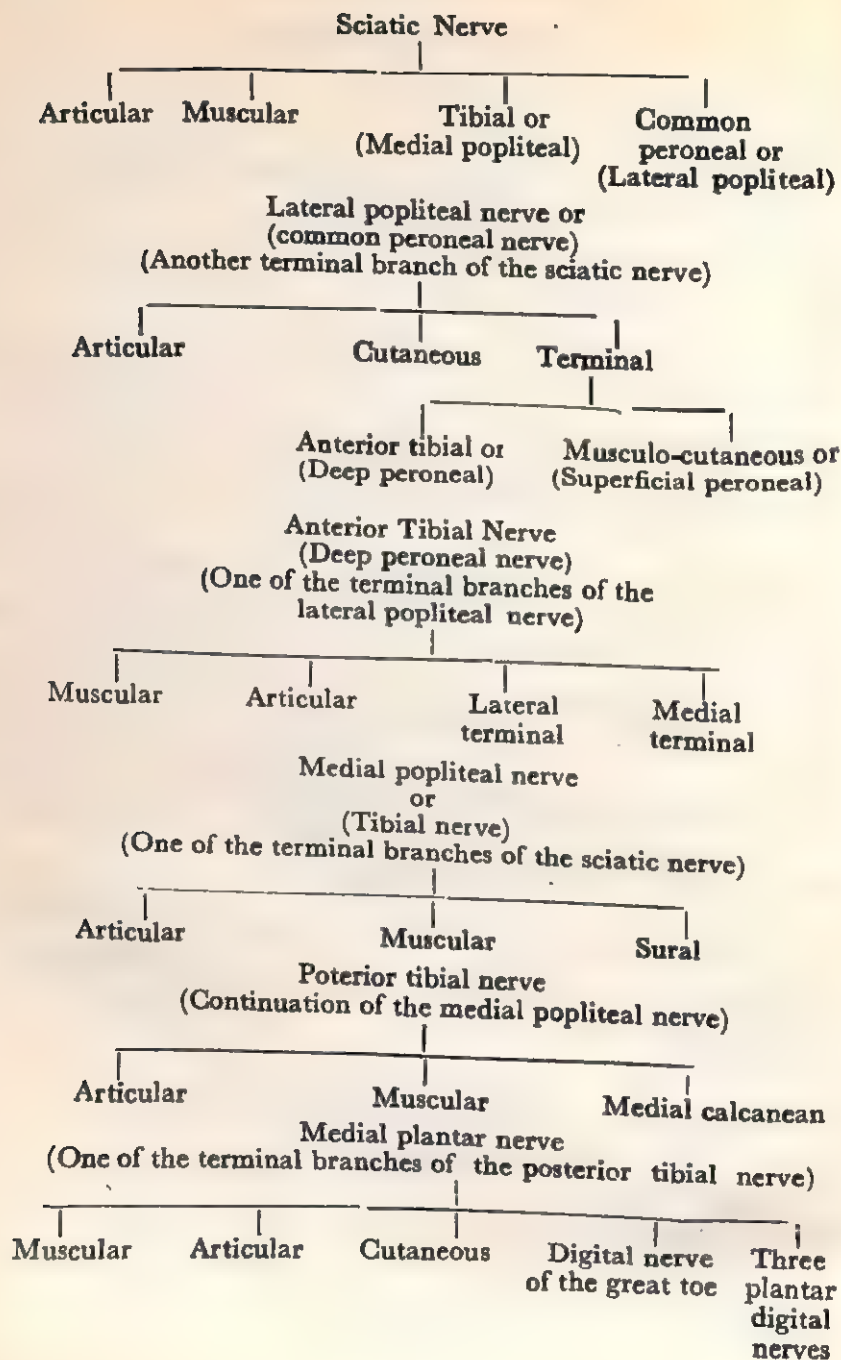 Sciatic Nerve
Articular Muscular Tibial or Common
(Medial popliteal) peroneal or
(Lateral popliteal)
Lateral popliteal nerve or
(common peroneal nerve)
(Another terminal branch of the sciatic nerve)
Articular Cutaneous Terminal
Anterior tibial or Musculo-cutaneous or
(Deep peroneal) (Superficial peroneal)
Anterior Tibial Nerve
(Deep peroneal nerve)
(One of the terminal branches of the
lateral popliteal nerve)
Muscular Articular Lateral Medial
terminal terminal
Medial popliteal nerve
or
(Tibial nerve)
(One of the terminal branches of the sciatic nerve)
Articular Muscular Sural
Poterior tibial nerve
(Continuation of the medial popliteal nerve)
Articular Muscular Medial calcanean
Medial plantar nerve
(One of the terminal branches of the posterior tibial nerve)
Muscular Articular Cutaneous Digital nerve Three
of the great toe plantar
digital
nerves